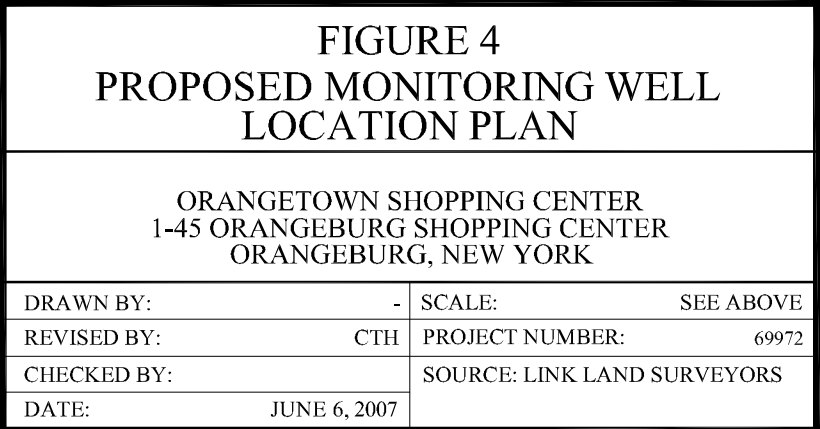 FIGURE 4
PROPOSED MONITORING WELL
LOCATION PLAN
ORANGETOWN SHOPPING CENTER
1-45 ORANGEBURG SHOPPING CENTER
ORANGEBURG, NEW YORK
DRAWN BY: -
SCALE: SEE ABOVE
REVISED BY: CTH
PROJECT NUMBER: 69972
CHECKED BY:
SOURCE: LINK LAND SURVEYORS
DATE: JUNE 6, 2007